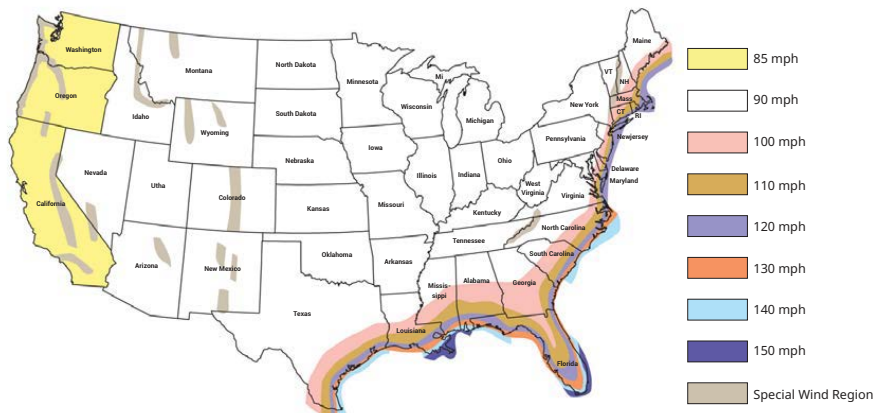 Washington
Montana
North Dakota
Minnesota
Maine
VT
NH
Mi
Oregon
Idaho
Wyoming
South Dakota
Wisconsin
Michigan
New York
Mass
CT
RI
Nevada
Utha
Colorado
Nebraska
Iowa
Illinois
Indiana
Ohio
Pennsylvania
Newjersey
Delaware
Maryland
West
Virginia
Virginia
California
Kansas
Missouri
Kentucky
Arizona
New Mexico
Oklahoma
Arkansas
Tennessee
North Carolina
South Carolina
Texas
Louisiana
Missis-
sippi
Alabama
Georgia
Florida
85 mph
90 mph
100 mph
110 mph
120 mph
130 mph
140 mph
150 mph
Special Wind Region